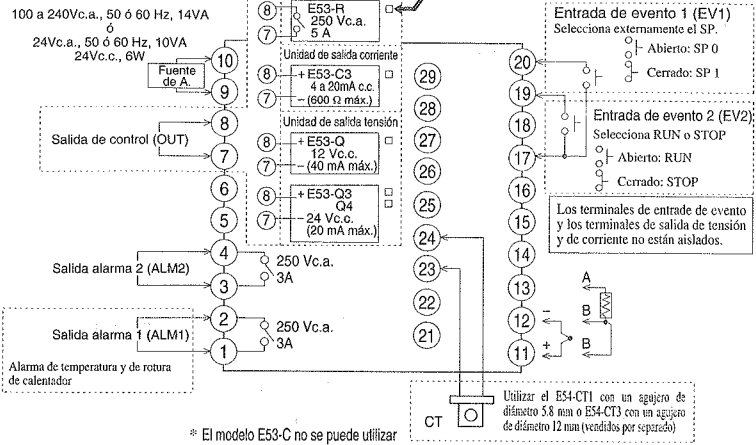 100 a 240Vc.a., 50 ó 60 Hz, 14VA
ó
24Vc.a., 50 ó 60 Hz, 10VA
24Vc.c., 6W
Fuente
de A.
10
9
Salida de control (OUT)
8
7
6
5
Salida alarma 2 (ALM2)
4
3
250 Vc.a.
3A
Salida alarma 1 (ALM1)
2
1
250 Vc.a.
3A
Alarma de temperatura y de rotura
de calentador
8
7
E53-R
250 Vc.a.
5 A
Unidad de salida corriente
8
7
+ E53-C3
4 a 20mA c.c.
− (600 Ω máx.)
Unidad de salida tensión
8
7
+ E53-Q
12 Vc.c.
− (40 mA máx.)
8
7
+ E53-Q3
Q4
− 24 Vc.c.
(20 mA máx.)
29
28
27
26
25
24
23
22
21
20
19
18
17
16
15
14
13
12
11
Entrada de evento 1 (EV1)
Selecciona externamente el SP.
Abierto: SP 0
Cerrado: SP 1
Entrada de evento 2 (EV2)
Selecciona RUN o STOP
Abierto: RUN
Cerrado: STOP
Los terminales de entrade de evento
y los terminales de salida de tensión
y de corriente no están aislados.
A
B
B
−
+
CT
Utilizar el E54-CT1 con un agujero de
diámetro 5.8 mm o E54-CT3 con un agujero
de diámetro 12 mm (vendidos por separado)
* El modelo E53-C no se puede utilizar